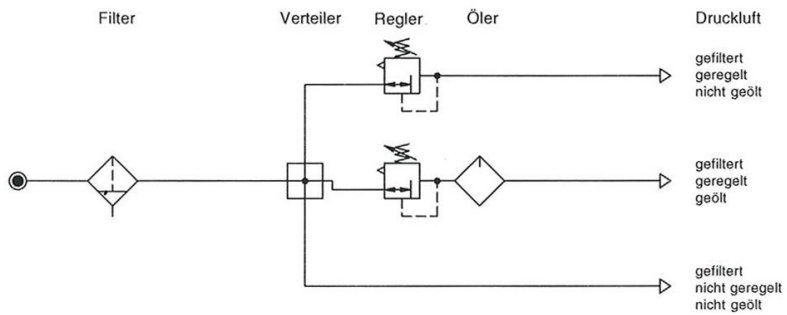 Filter Verteiler Regler Öler Druckluft
gefiltert
geregelt
nicht geölt
gefiltert
geregelt
geölt
gefiltert
nicht geregelt
nicht geölt